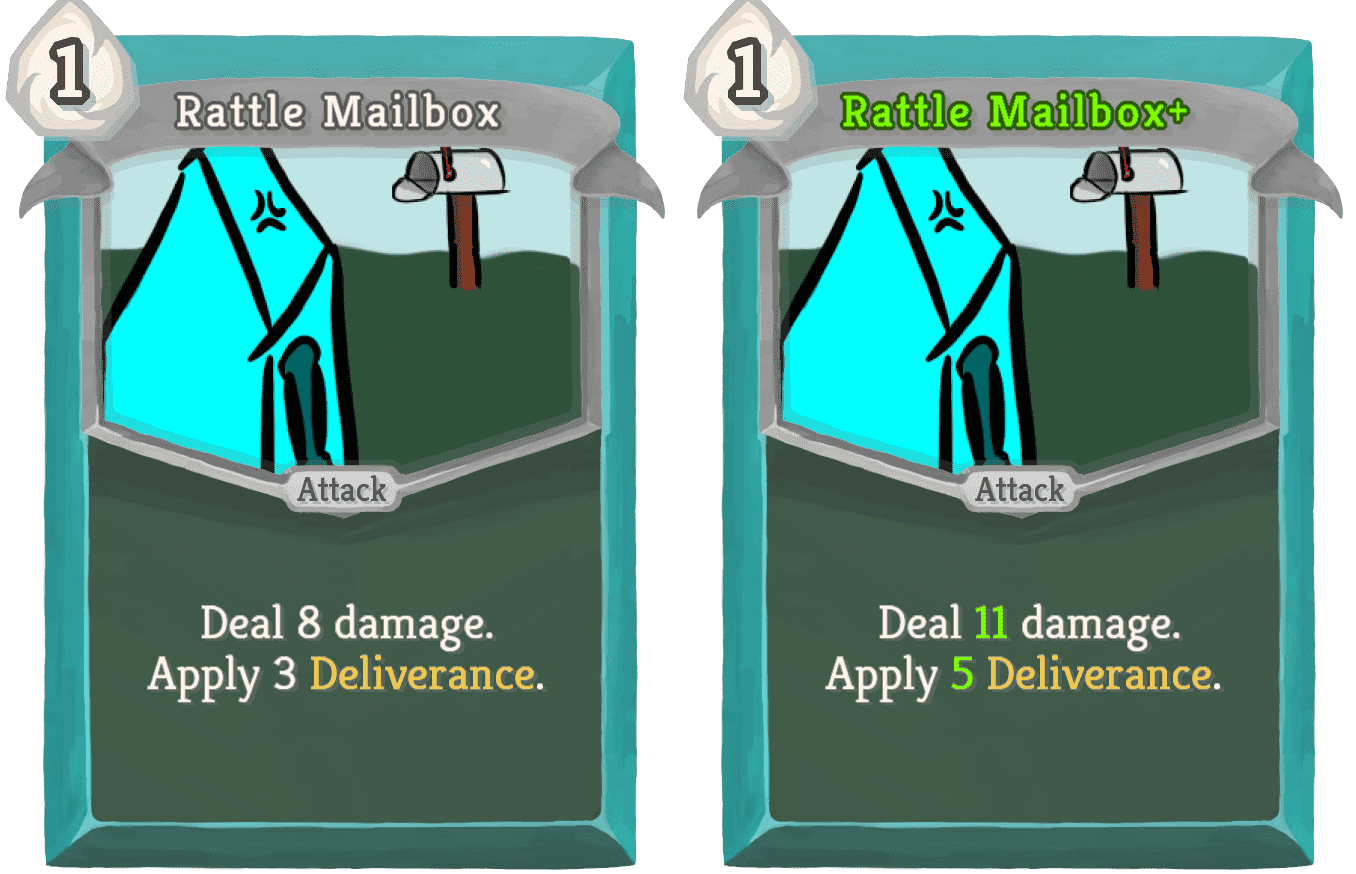 1
Rattle Mailbox
Attack
Deal 8 damage.
Apply 3 Deliverance.
1
Rattle Mailbox+
Attack
Deal 11 damage.
Apply 5 Deliverance.